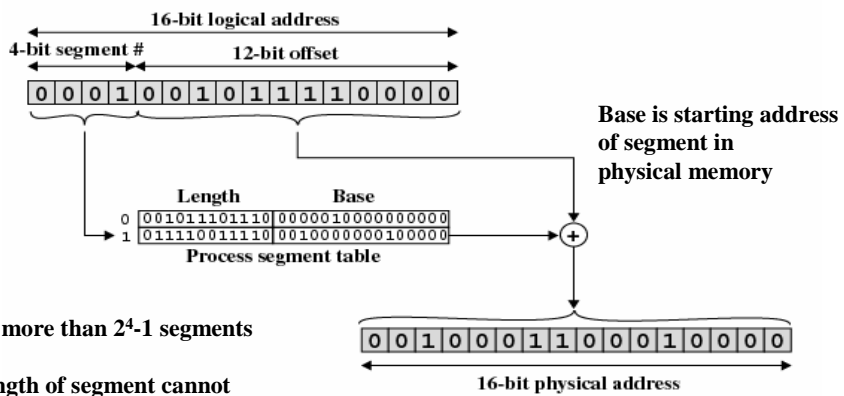 16-bit logical address
4-bit segment # 12-bit offset
0 0 0 1 0 0 1 0 1 1 1 1 0 0 0 0
Base is starting address
of segment in
physical memory
Length Base
0 001011101110 0000010000000000
1 011110011110 0010000000100000
+
Process segment table
more than 2⁴-1 segments
0 0 1 0 0 0 1 1 0 0 0 1 0 0 0 0
ngth of segment cannot
16-bit physical address